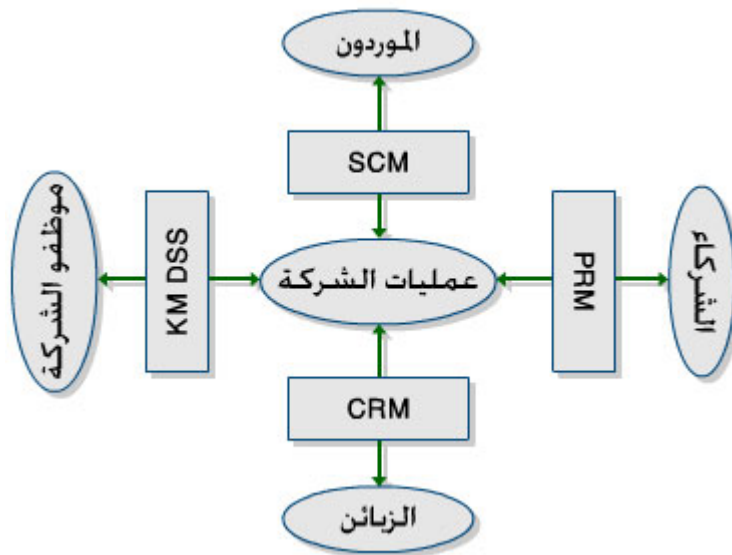 الموردون
SCM
موظفو الشركة
KM DSS
عمليات الشركة
PRM
الشركاء
CRM
الزبائن